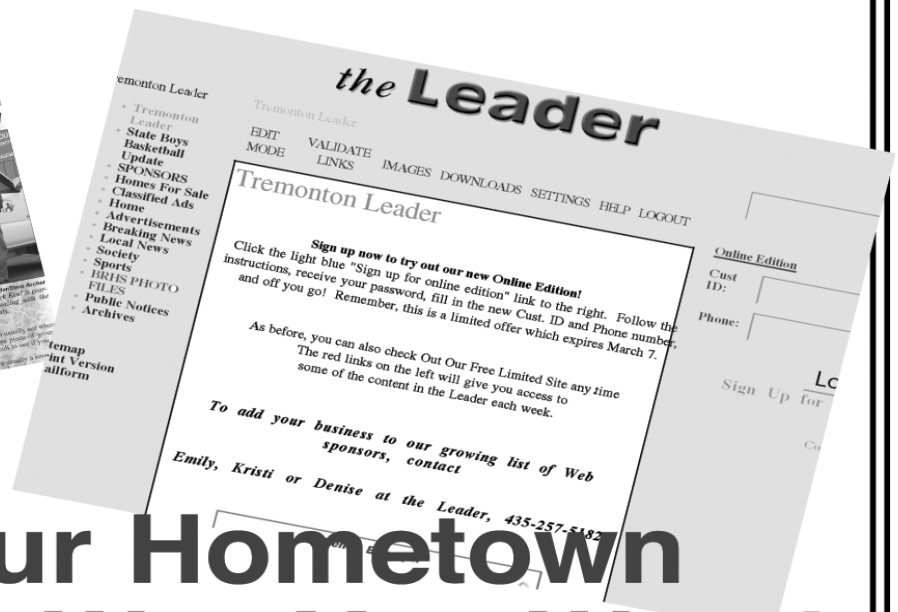 the Leader
remonton Leader
Tremonton Leader
EDIT MODE
VALIDATE LINKS
IMAGES
DOWNLOADS
SETTINGS
HELP
LOGOUT
Tremonton Leader
State Boys Basketball Update
SPONSORS
Homes For Sale
Classified Ads
Home
Advertisements
Breaking News
Local News
Society
Sports
BRHS PHOTO FILES
Public Notices
Archives
temap
int Version
ailform
Tremonton Leader
Sign up now to try out our new Online Edition!
Click the light blue "Sign up for online edition" link to the right. Follow the
instructions, receive your password, fill in the new Cust. ID and Phone number,
and off you go! Remember, this is a limited offer which expires March 7.
As before, you can also check Out Our Free Limited Site any time
The red links on the left will give you access to
some of the content in the Leader each week.
To add your business to our growing list of Web
sponsors, contact
Emily, Kristi or Denise at the Leader, 435-257-5182
Online Edition
Cust
ID:
Phone:
Lo
Sign Up for
Co
ur Hometown